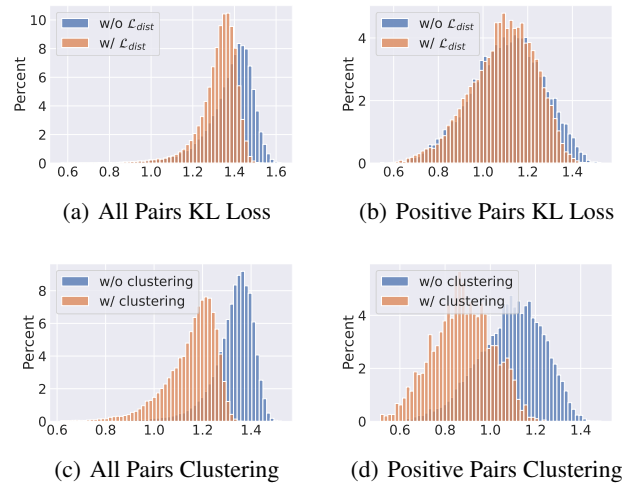 10
8
6
4
2
0
Percent
w/o ℒdist
w/ ℒdist
0.6 0.8 1.0 1.2 1.4 1.6
(a) All Pairs KL Loss
4
2
0
Percent
w/o ℒdist
w/ ℒdist
0.6 0.8 1.0 1.2 1.4
(b) Positive Pairs KL Loss
8
6
4
2
0
Percent
w/o clustering
w/ clustering
0.6 0.8 1.0 1.2 1.4
(c) All Pairs Clustering
4
2
0
Percent
w/o clustering
w/ clustering
0.6 0.8 1.0 1.2 1.4
(d) Positive Pairs Clustering